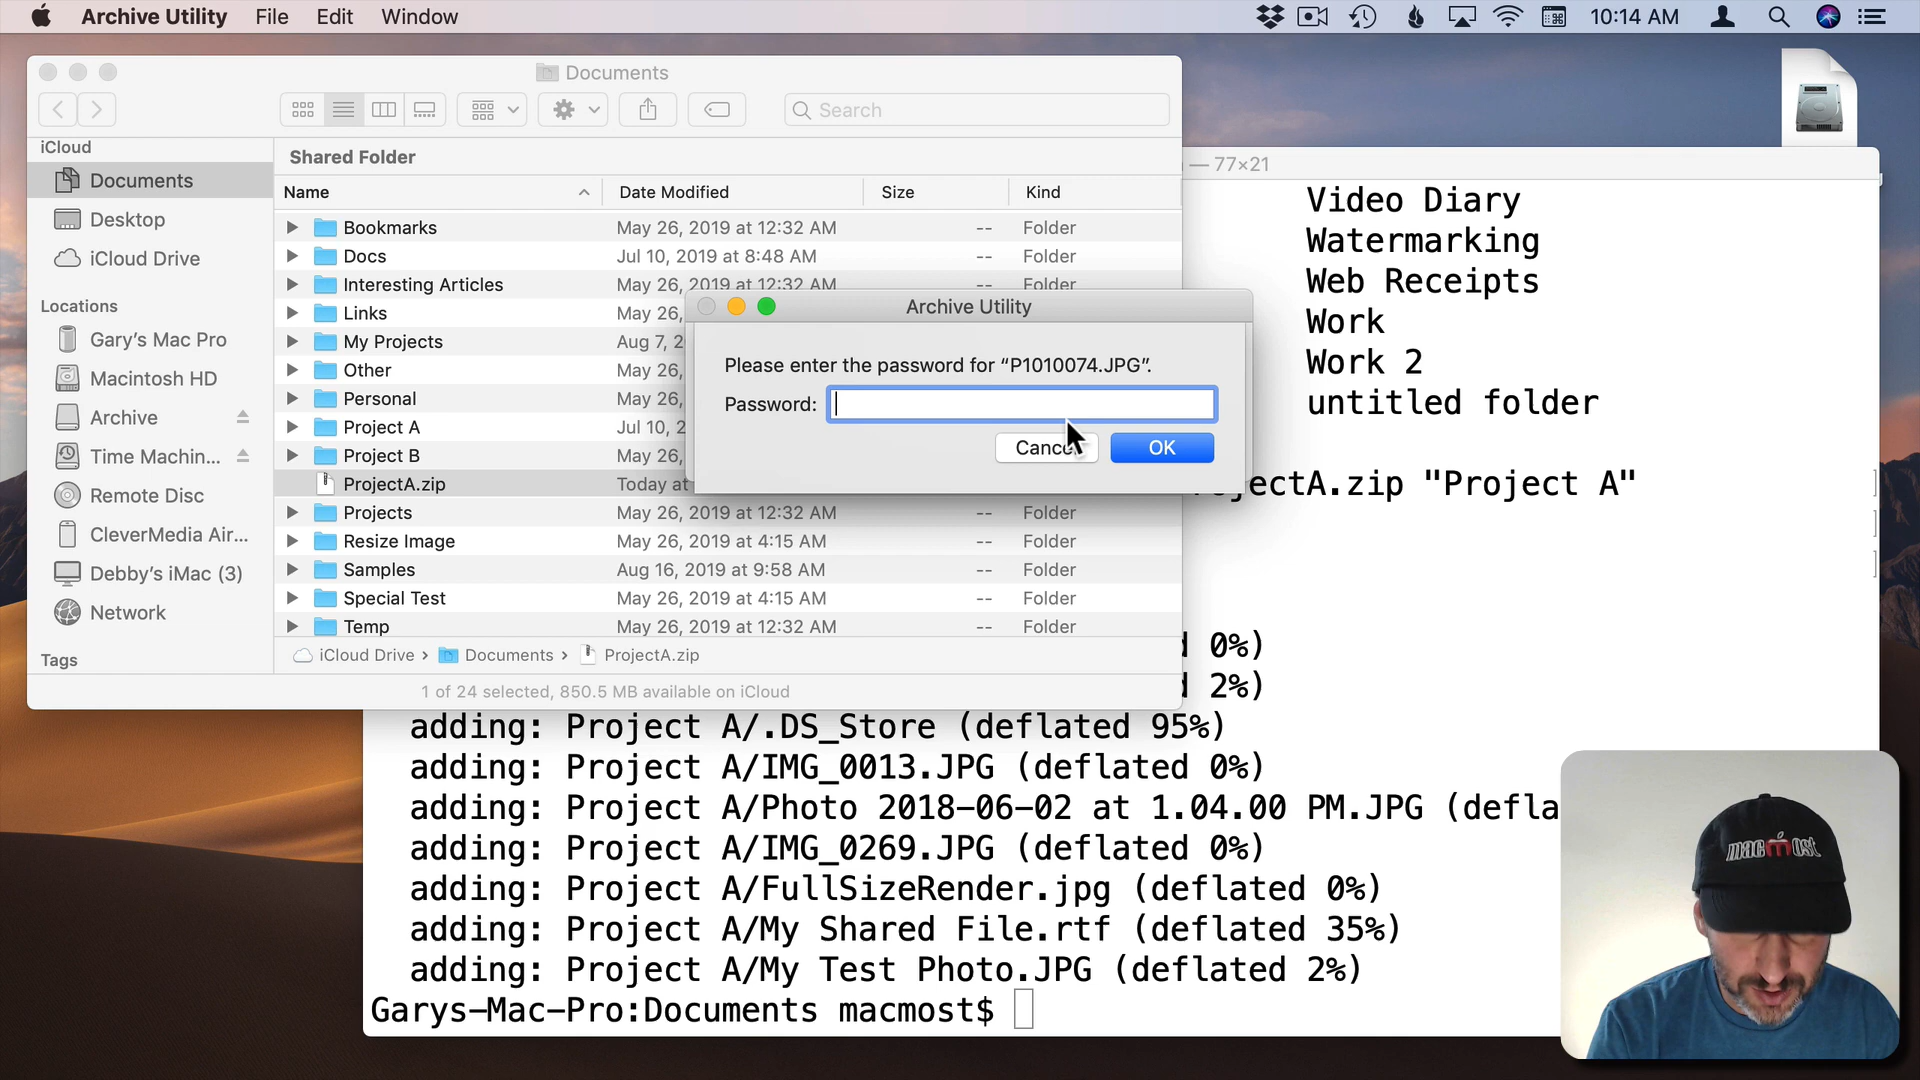 Archive Utility File Edit Window 10:14 AM
Documents
Search
iCloud
Documents
Desktop
iCloud Drive
Locations
Gary's Mac Pro
Macintosh HD
Archive
Time Machin...
Remote Disc
CleverMedia Air...
Debby's iMac (3)
Network
Tags
Shared Folder
Name Date Modified Size Kind
Bookmarks May 26, 2019 at 12:32 AM -- Folder
Docs Jul 10, 2019 at 8:48 AM -- Folder
Interesting Articles May 26, 2019 at 12:32 AM -- Folder
Links May 26,
My Projects Aug 7, 2
Other May 26,
Personal May 26,
Project A Jul 10, 2
Project B May 26,
ProjectA.zip Today at
Projects May 26, 2019 at 12:32 AM -- Folder
Resize Image May 26, 2019 at 4:15 AM -- Folder
Samples Aug 16, 2019 at 9:58 AM -- Folder
Special Test May 26, 2019 at 4:15 AM -- Folder
Temp May 26, 2019 at 12:32 AM -- Folder
iCloud Drive › Documents › ProjectA.zip
1 of 24 selected, 850.5 MB available on iCloud
Archive Utility
Please enter the password for “P1010074.JPG”.
Password:
Cancel OK
— 77×21
Video Diary
Watermarking
Web Receipts
Work
Work 2
untitled folder
ojectA.zip "Project A"
0%)
2%)
adding: Project A/.DS_Store (deflated 95%)
adding: Project A/IMG_0013.JPG (deflated 0%)
adding: Project A/Photo 2018-06-02 at 1.04.00 PM.JPG (defla
adding: Project A/IMG_0269.JPG (deflated 0%)
adding: Project A/FullSizeRender.jpg (deflated 0%)
adding: Project A/My Shared File.rtf (deflated 35%)
adding: Project A/My Test Photo.JPG (deflated 2%)
Garys-Mac-Pro:Documents macmost$
macmost